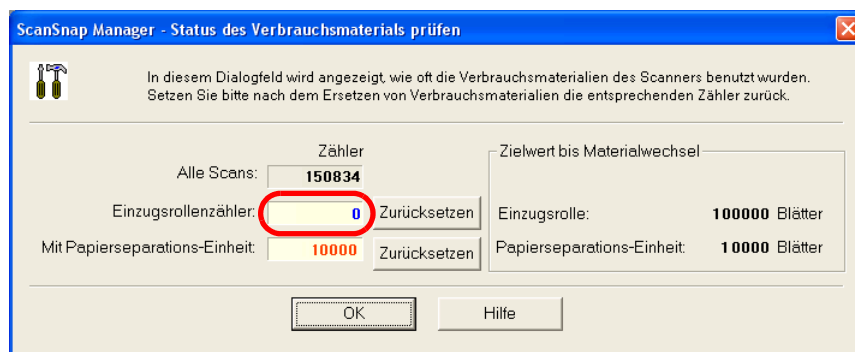 ScanSnap Manager - Status des Verbrauchsmaterials prüfen
In diesem Dialogfeld wird angezeigt, wie oft die Verbrauchsmaterialien des Scanners benutzt wurden.
Setzen Sie bitte nach dem Ersetzen von Verbrauchsmaterialien die entsprechenden Zähler zurück.
Zähler
Alle Scans: 150834
Einzugsrollenzähler: 0 Zurücksetzen
Mit Papierseparations-Einheit: 10000 Zurücksetzen
Zielwert bis Materialwechsel
Einzugsrolle: 100000 Blätter
Papierseparations-Einheit: 10000 Blätter
OK Hilfe